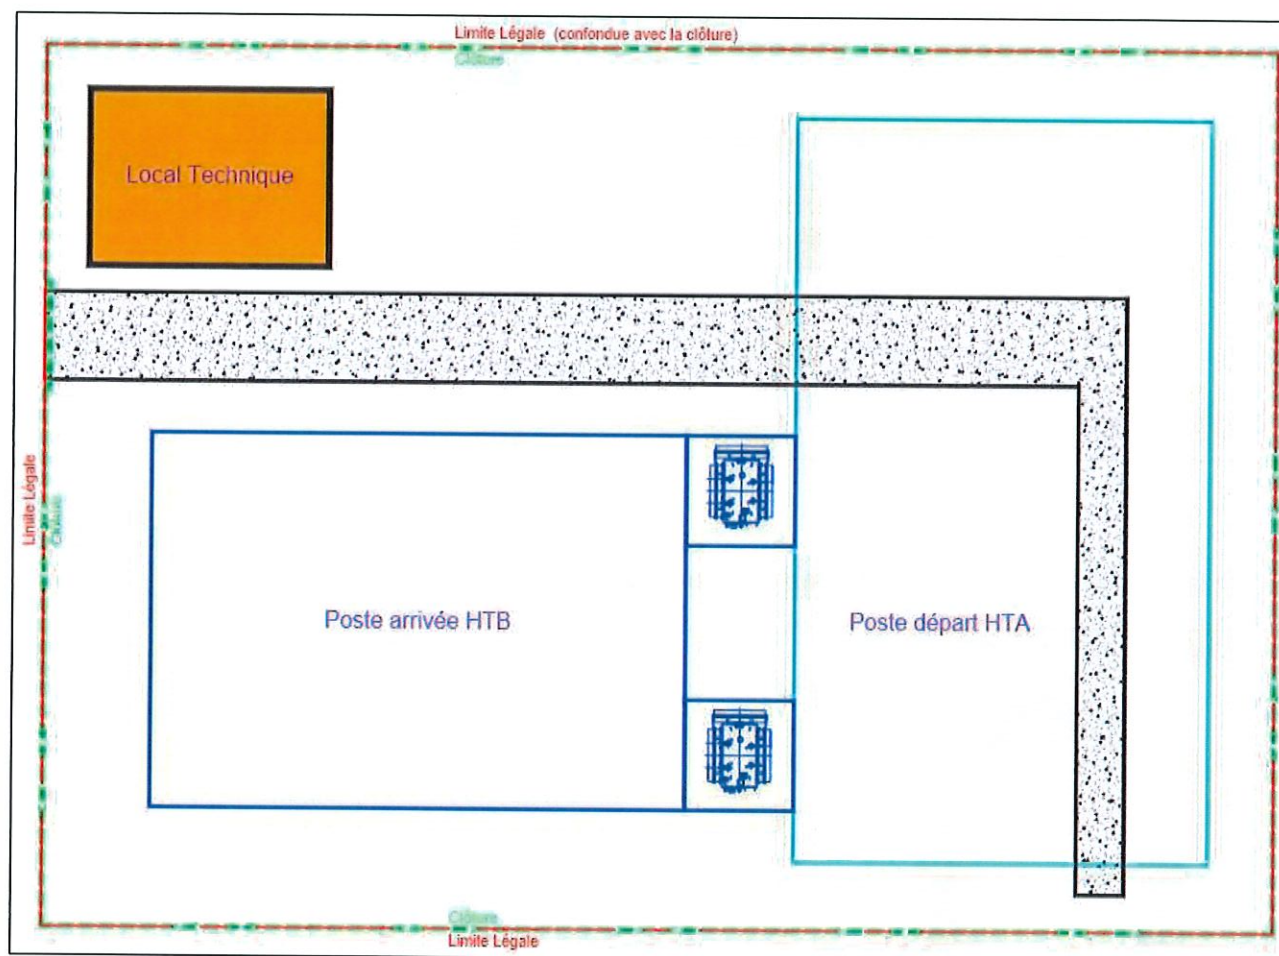 Limite Légale (confondue avec la clôture)
Clôture
Local Technique
Limite Légale
Clôture
Poste arrivée HTB
Poste départ HTA
Clôture
Limite Légale